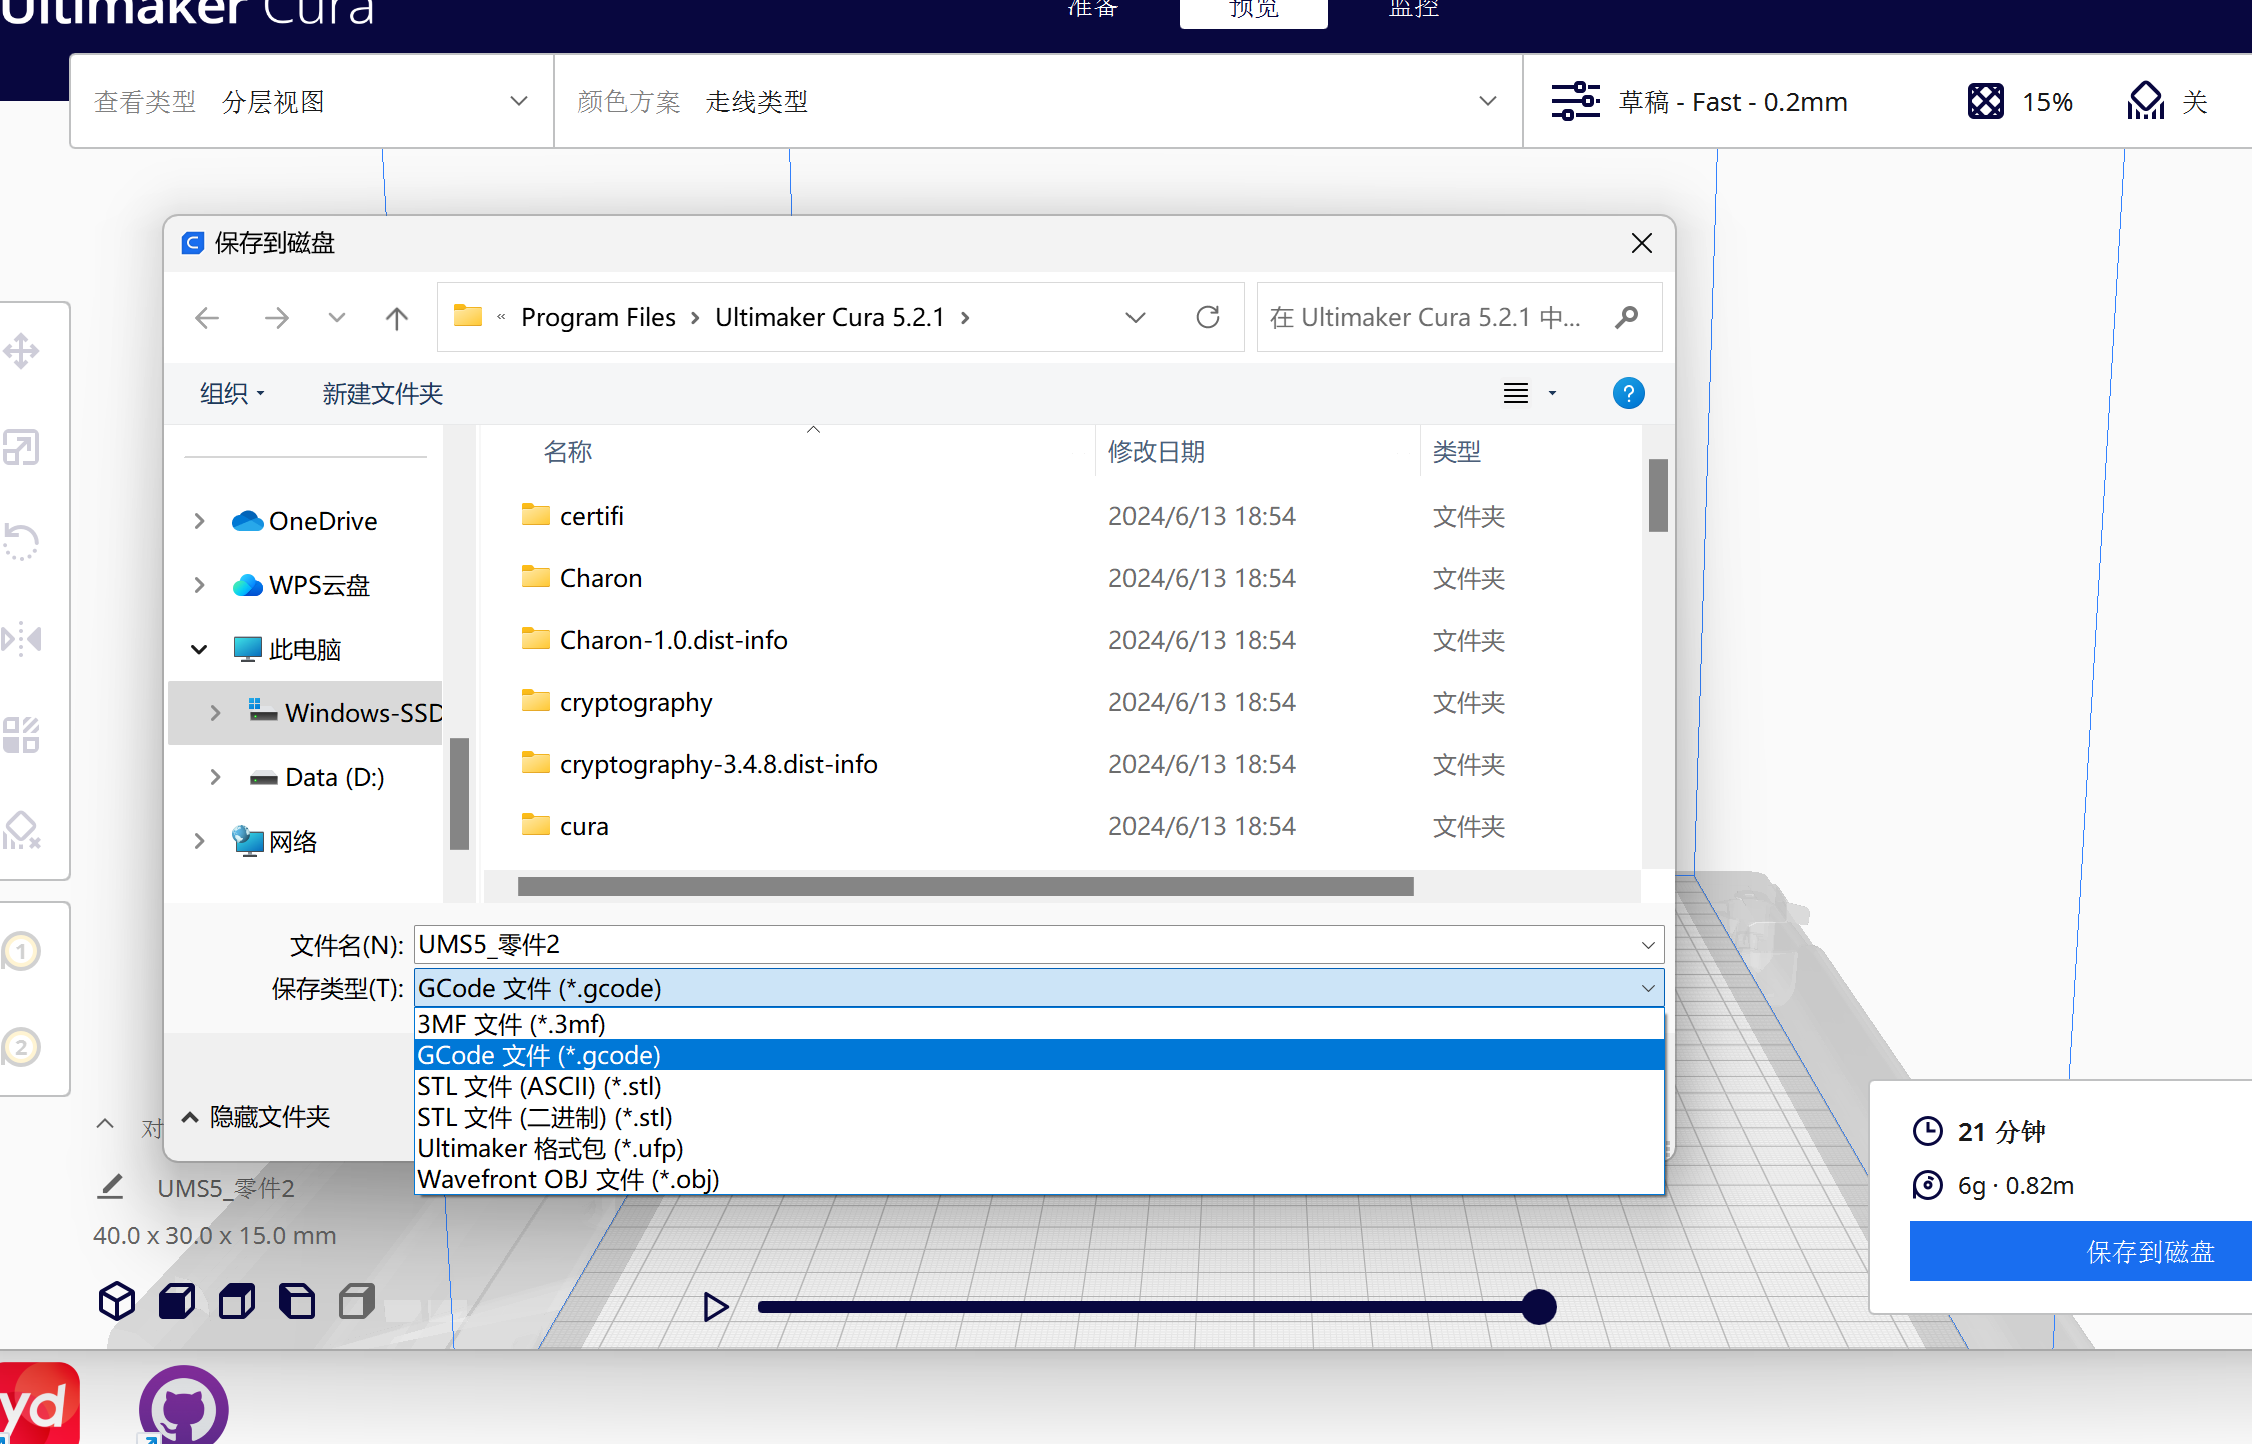 Ultimaker Cura
准备
预览
监控
查看类型 分层视图
颜色方案 走线类型
草稿 - Fast - 0.2mm
15%
关
保存到磁盘
« Program Files › Ultimaker Cura 5.2.1 ›
在 Ultimaker Cura 5.2.1 中...
组织
新建文件夹
?
名称
修改日期
类型
OneDrive
WPS云盘
此电脑
Windows-SSD
Data (D:)
网络
certifi 2024/6/13 18:54 文件夹
Charon 2024/6/13 18:54 文件夹
Charon-1.0.dist-info 2024/6/13 18:54 文件夹
cryptography 2024/6/13 18:54 文件夹
cryptography-3.4.8.dist-info 2024/6/13 18:54 文件夹
cura 2024/6/13 18:54 文件夹
文件名(N): UMS5_零件2
保存类型(T): GCode 文件 (*.gcode)
3MF 文件 (*.3mf)
GCode 文件 (*.gcode)
STL 文件 (ASCII) (*.stl)
STL 文件 (二进制) (*.stl)
Ultimaker 格式包 (*.ufp)
Wavefront OBJ 文件 (*.obj)
隐藏文件夹
1
2
对
UMS5_零件2
40.0 x 30.0 x 15.0 mm
21 分钟
6g · 0.82m
保存到磁盘
yd